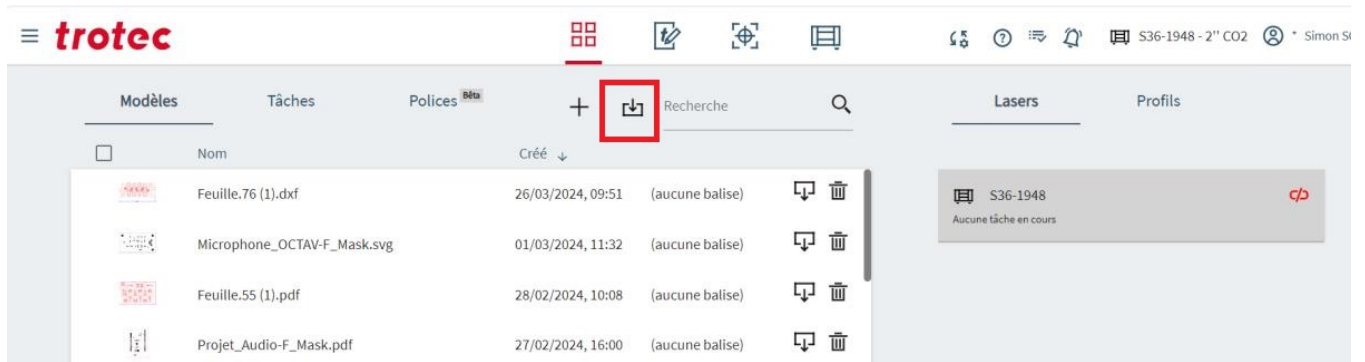 trotec
S36-1948 - 2'' CO2 * Simon
Modèles Tâches Polices Bêta Recherche Lasers Profils
Nom Créé
Feuille.76 (1).dxf 26/03/2024, 09:51 (aucune balise)
S36-1948
Aucune tâche en cours
Microphone_OCTAV-F_Mask.svg 01/03/2024, 11:32 (aucune balise)
Feuille.55 (1).pdf 28/02/2024, 10:08 (aucune balise)
Projet_Audio-F_Mask.pdf 27/02/2024, 16:00 (aucune balise)